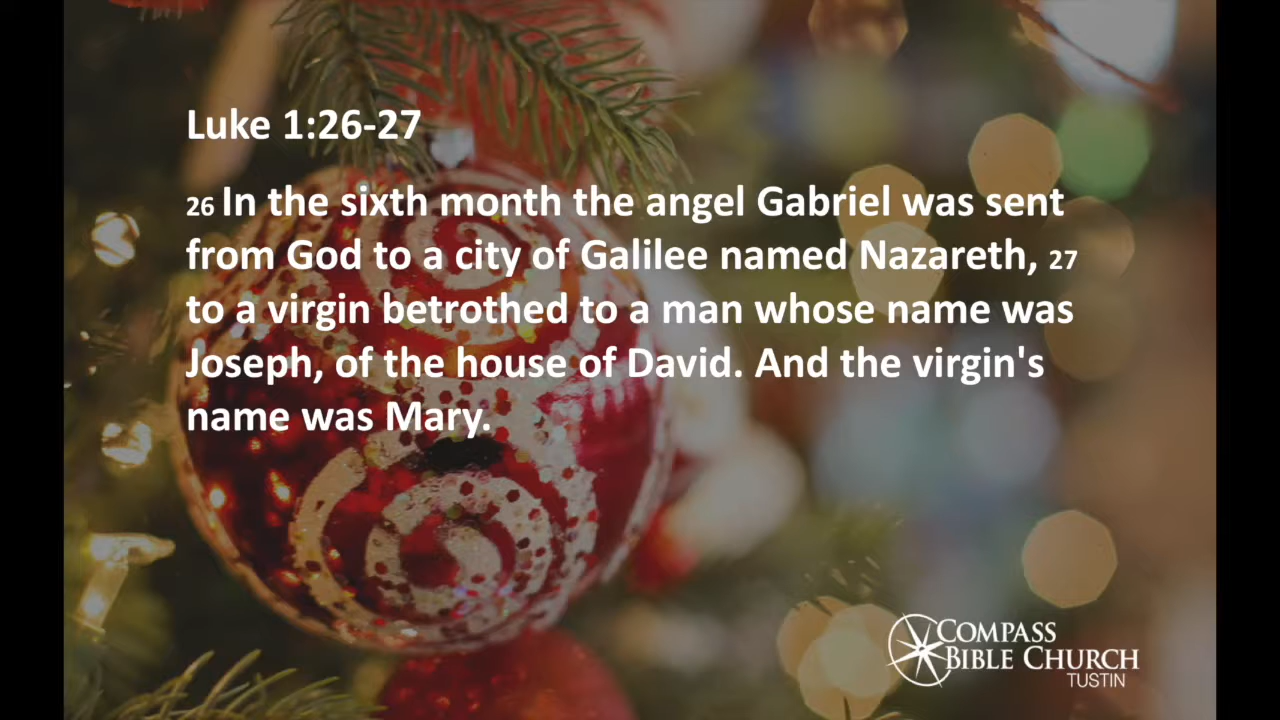 Luke 1:26-27
26 In the sixth month the angel Gabriel was sent
from God to a city of Galilee named Nazareth, 27
to a virgin betrothed to a man whose name was
Joseph, of the house of David. And the virgin's
name was Mary.
COMPASS
BIBLE CHURCH
TUSTIN